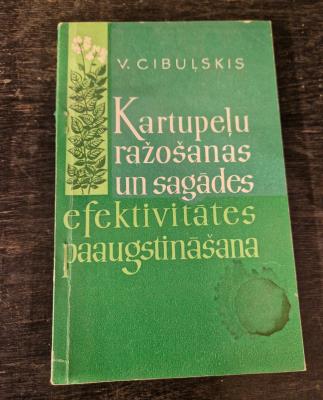 V. CIBUĻSKIS
Kartupeļu
ražošanas
un sagādes
efektivitātes
paaugstināšana